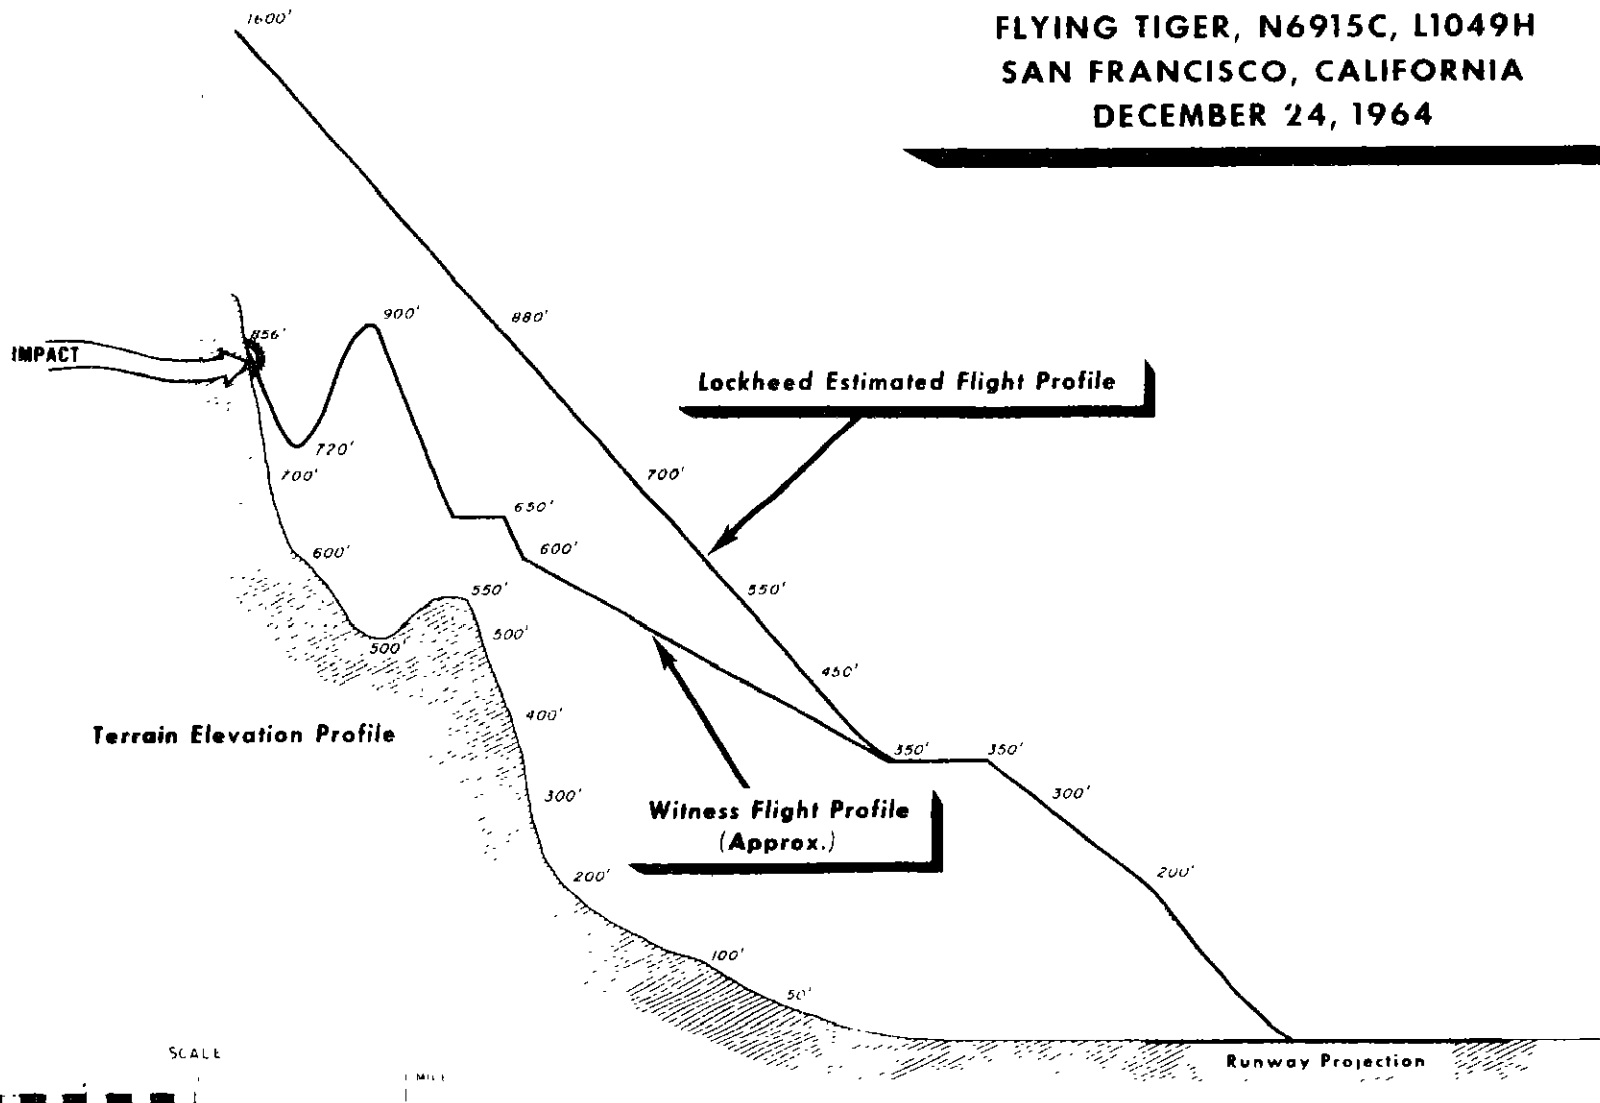 1600'
FLYING TIGER, N6915C, L1049H
SAN FRANCISCO, CALIFORNIA
DECEMBER 24, 1964
900'
880'
856'
IMPACT
Lockheed Estimated Flight Profile
720'
700'
700'
650'
600'
600'
550'
550'
500'
500'
450'
400'
Terrain Elevation Profile
350'
350'
300'
300'
Witness Flight Profile
(Approx.)
200'
200'
100'
50'
Runway Projection
SCALE
MILE